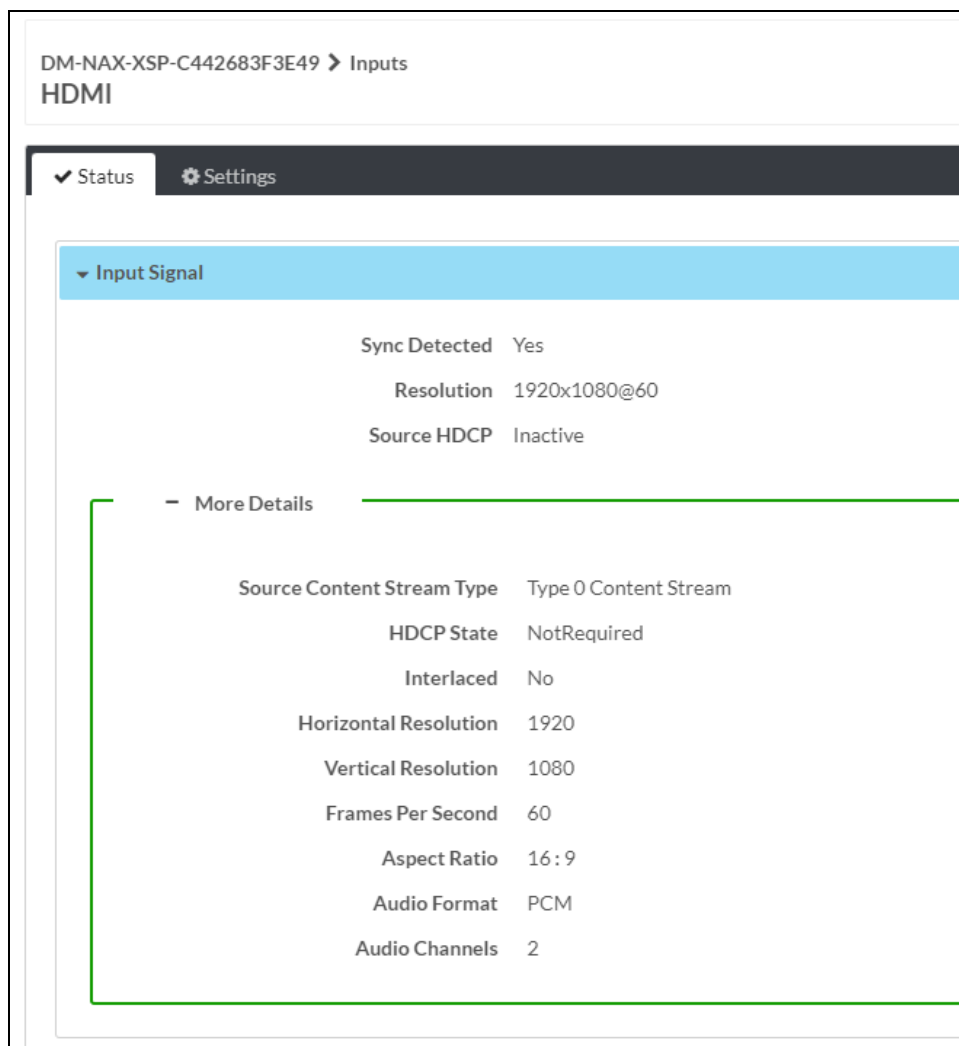 DM-NAX-XSP-C442683F3E49 > Inputs
HDMI
Status Settings
Input Signal
Sync Detected Yes
Resolution 1920x1080@60
Source HDCP Inactive
− More Details
Source Content Stream Type Type 0 Content Stream
HDCP State NotRequired
Interlaced No
Horizontal Resolution 1920
Vertical Resolution 1080
Frames Per Second 60
Aspect Ratio 16 : 9
Audio Format PCM
Audio Channels 2